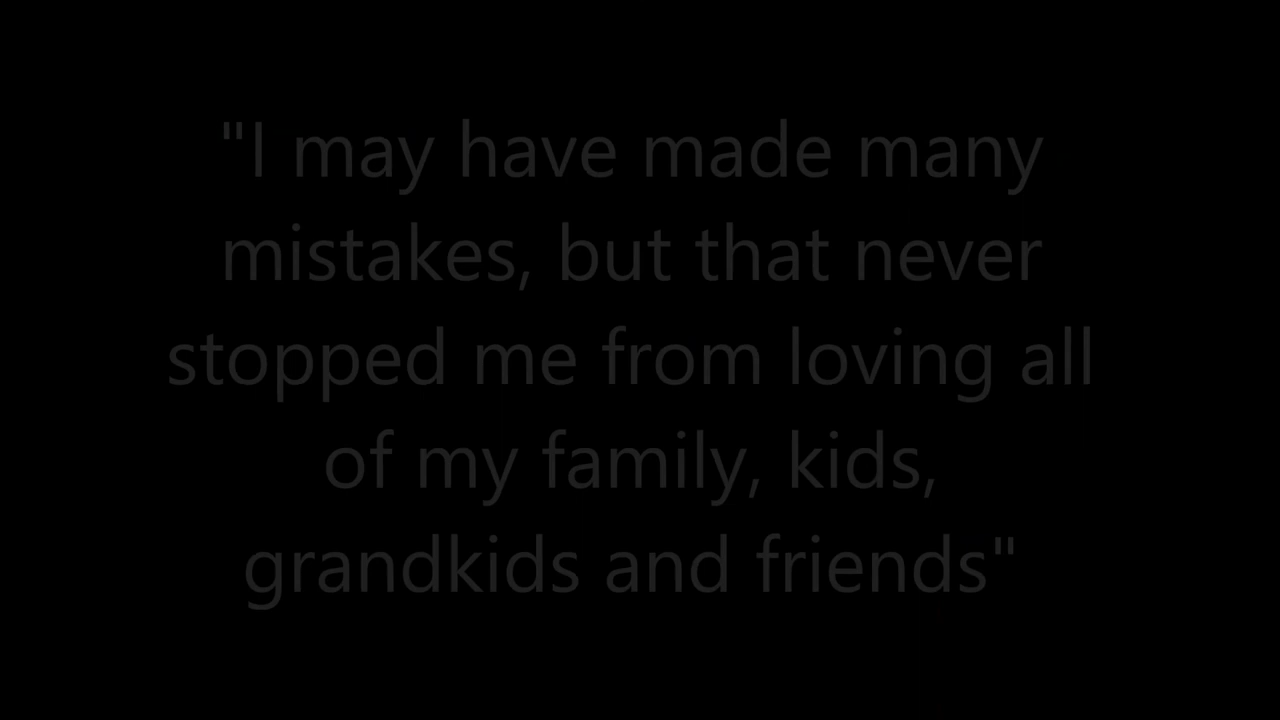 "I may have made many
mistakes, but that never
stopped me from loving all
of my family, kids,
grandkids and friends"